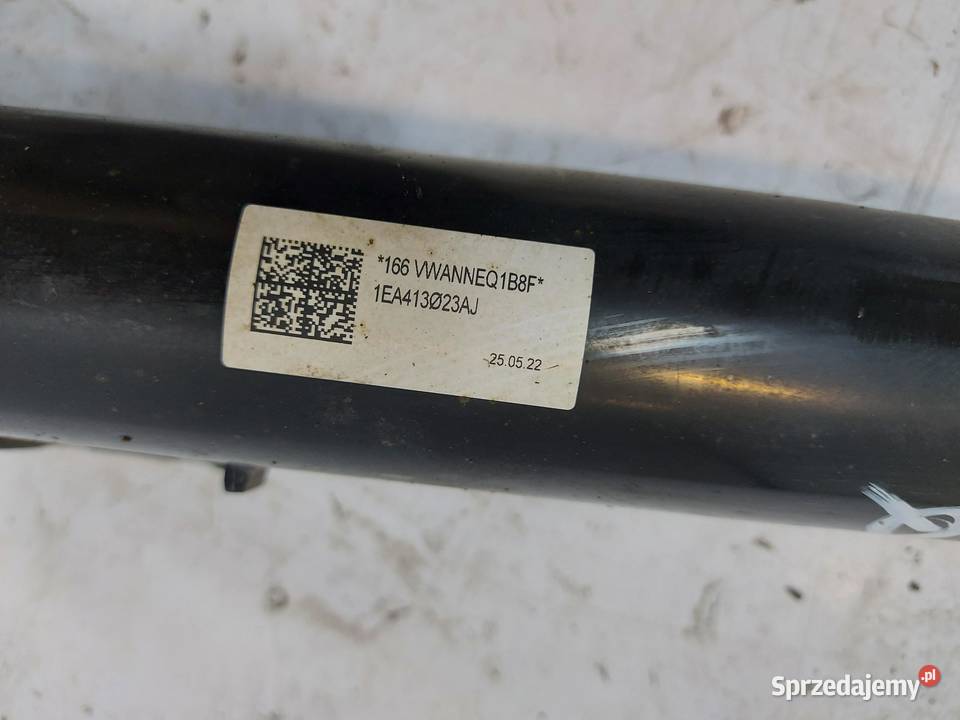 *166 VWANNEQ1B8F*
1EA413Ø23AJ
25.05.22
Sprzedajemy.pl